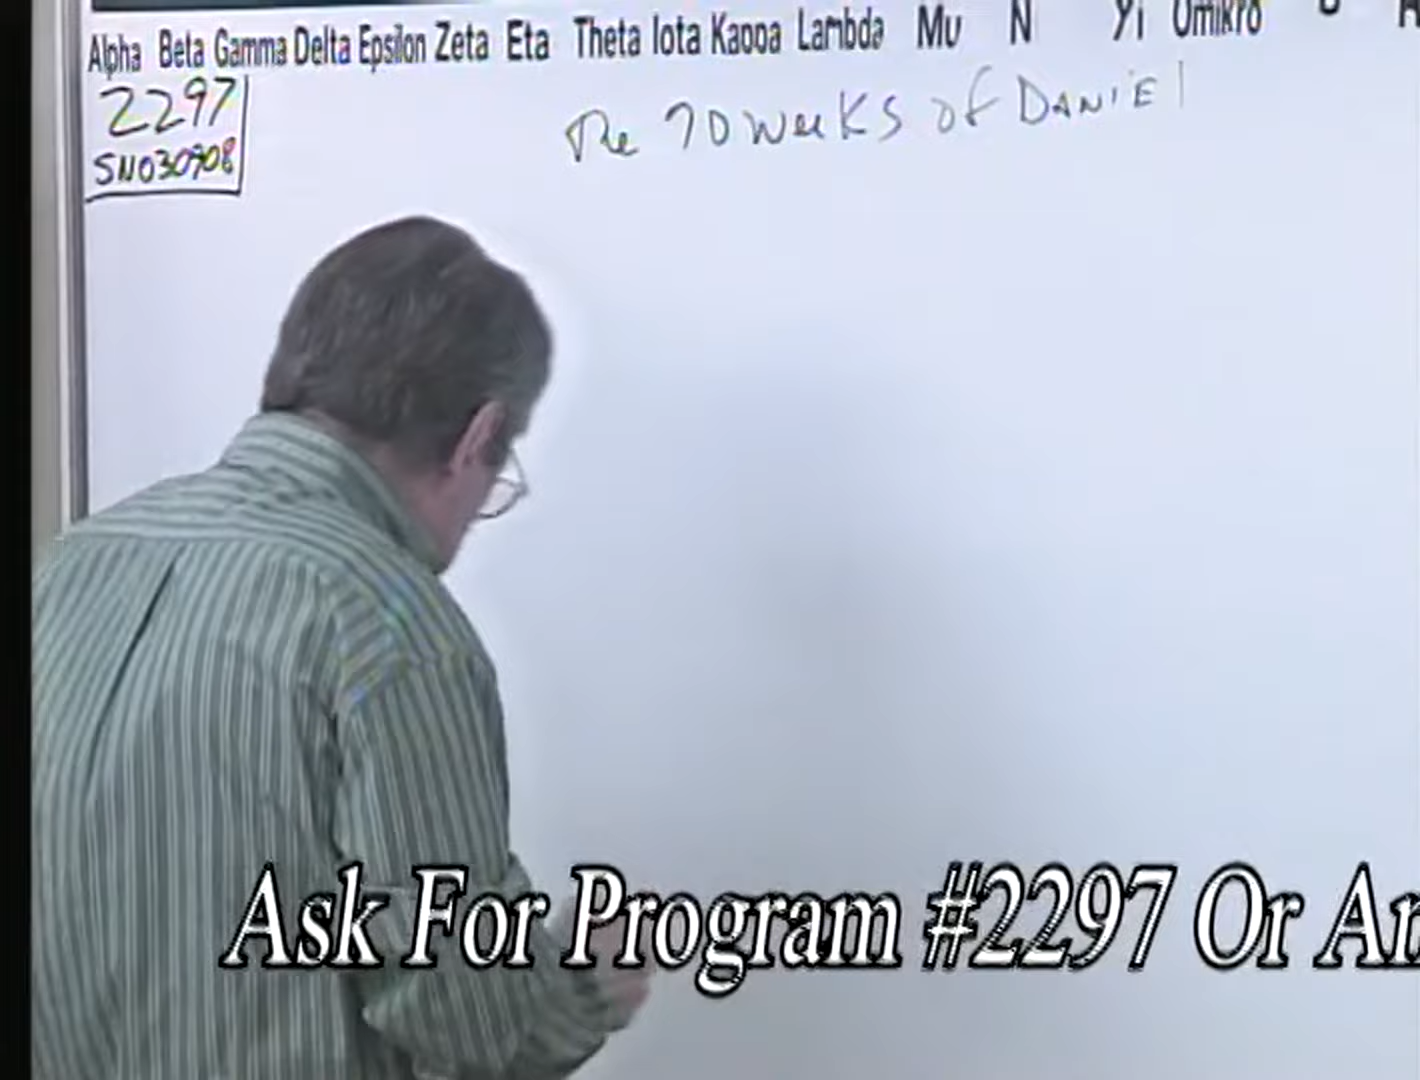 Alpha Beta Gamma Delta Epsilon Zeta Eta Theta Iota Kaooa Lambda Mu N Yi Omikro
2297
SN030908
The 70 Weeks of DANIEl
Ask For Program #2297 Or